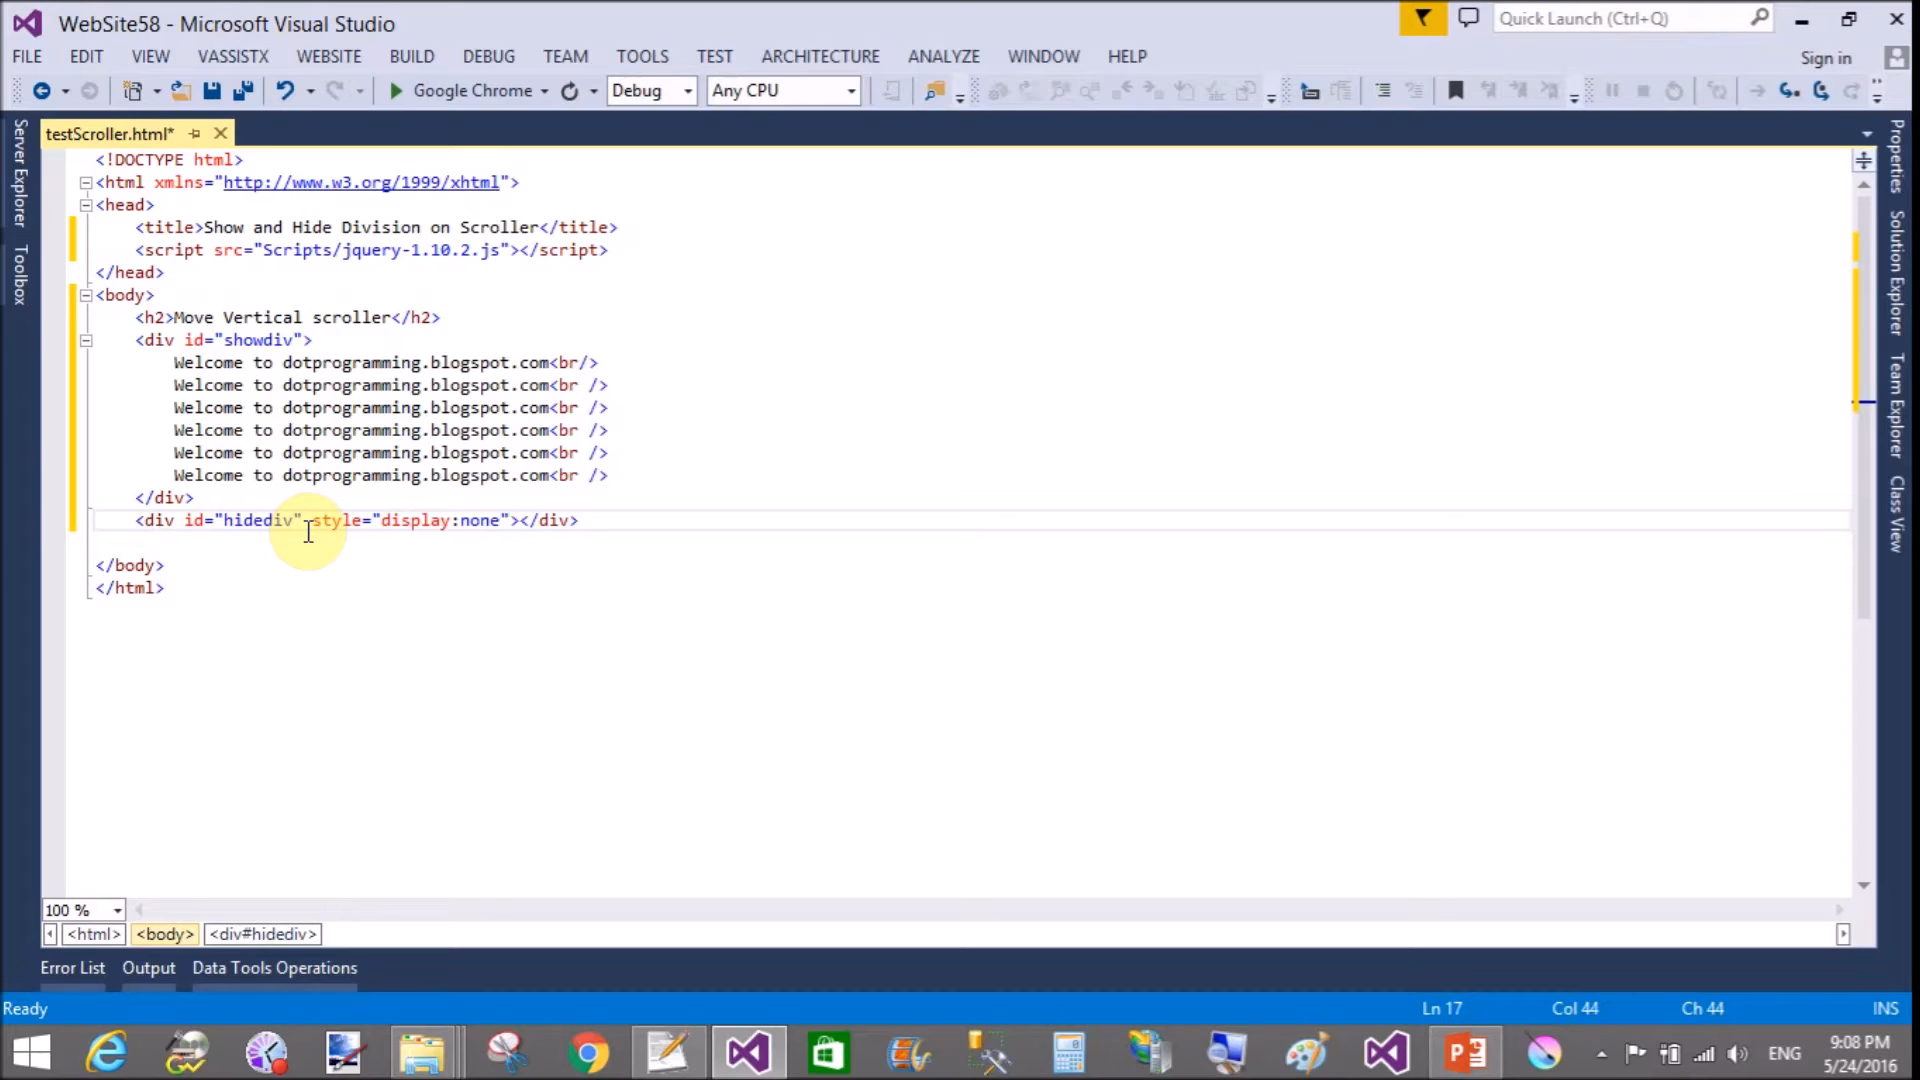 WebSite58 - Microsoft Visual Studio
Quick Launch (Ctrl+Q)
FILE EDIT VIEW VASSISTX WEBSITE BUILD DEBUG TEAM TOOLS TEST ARCHITECTURE ANALYZE WINDOW HELP
Sign in
Google Chrome Debug Any CPU
testScroller.html*
Server Explorer
Toolbox
Properties
Solution Explorer
Team Explorer
Class View
<!DOCTYPE html>
<html xmlns="http://www.w3.org/1999/xhtml">
<head>
<title>Show and Hide Division on Scroller</title>
<script src="Scripts/jquery-1.10.2.js"></script>
</head>
<body>
<h2>Move Vertical scroller</h2>
<div id="showdiv">
Welcome to dotprogramming.blogspot.com<br/>
Welcome to dotprogramming.blogspot.com<br />
Welcome to dotprogramming.blogspot.com<br />
Welcome to dotprogramming.blogspot.com<br />
Welcome to dotprogramming.blogspot.com<br />
Welcome to dotprogramming.blogspot.com<br />
</div>
<div id="hidediv" style="display:none"></div>
</body>
</html>
100 %
<html> <body> <div#hidediv>
Error List Output Data Tools Operations
Ready Ln 17 Col 44 Ch 44 INS
ENG 9:08 PM
5/24/2016